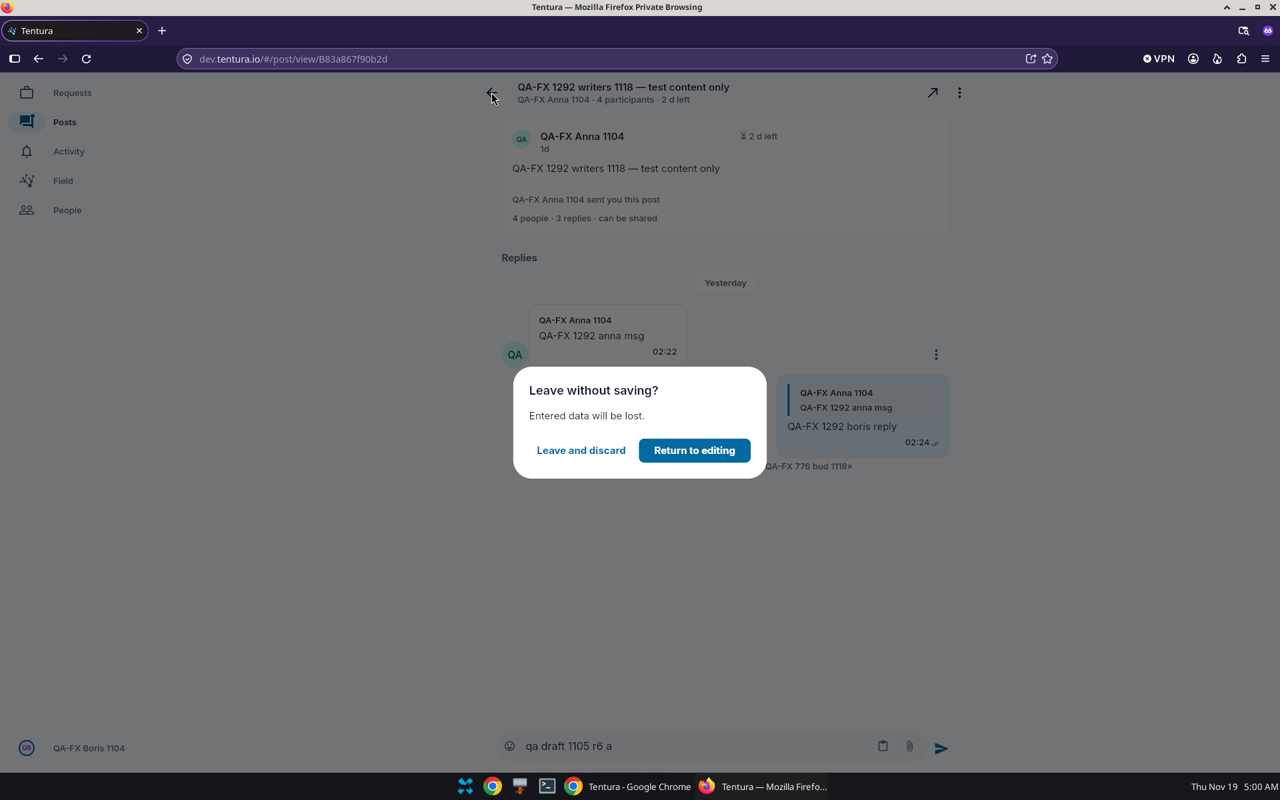 Tentura — Mozilla Firefox Private Browsing
Tentura
dev.tentura.io/#/post/view/B83a867f90b2d
VPN
Requests
Posts
Activity
Field
People
QA-FX 1292 writers 1118 — test content only
QA-FX Anna 1104 · 4 participants · 2 d left
QA
QA-FX Anna 1104
2 d left
1d
QA-FX 1292 writers 1118 — test content only
QA-FX Anna 1104 sent you this post
4 people · 3 replies · can be shared
Replies
Yesterday
QA-FX Anna 1104
QA-FX 1292 anna msg
02:22
QA
Leave without saving?
Entered data will be lost.
Leave and discard
Return to editing
QA-FX Anna 1104
QA-FX 1292 anna msg
QA-FX 1292 boris reply
02:24
QA-FX 776 bud 1118»
QB
QA-FX Boris 1104
qa draft 1105 r6 a
Tentura - Google Chrome
Tentura — Mozilla Firefo...
Thu Nov 19 5:00 AM